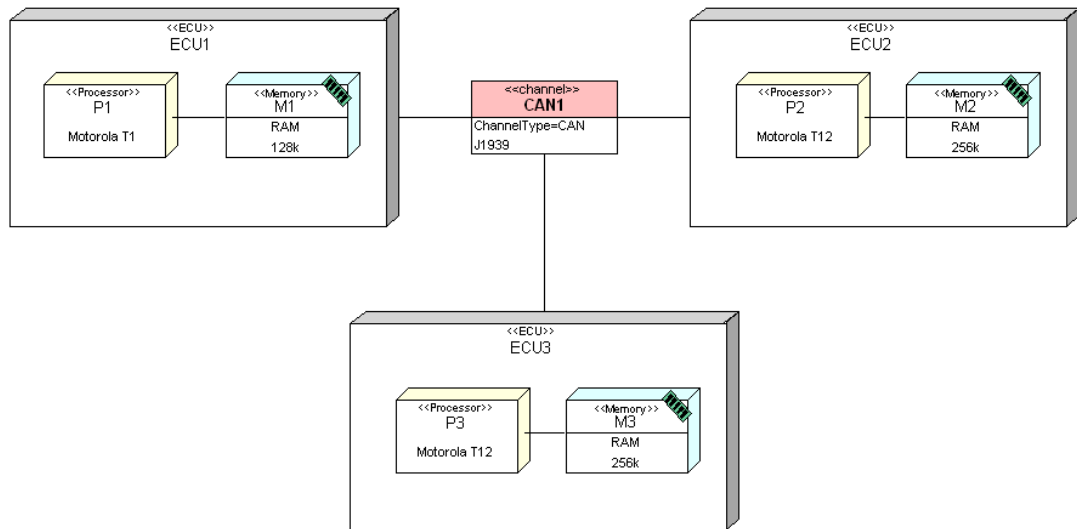 <<ECU>>
ECU1
<<Processor>>
P1
Motorola T1
<<Memory>>
M1
RAM
128k
<<channel>>
CAN1
ChannelType=CAN
J1939
<<ECU>>
ECU2
<<Processor>>
P2
Motorola T12
<<Memory>>
M2
RAM
256k
<<ECU>>
ECU3
<<Processor>>
P3
Motorola T12
<<Memory>>
M3
RAM
256k